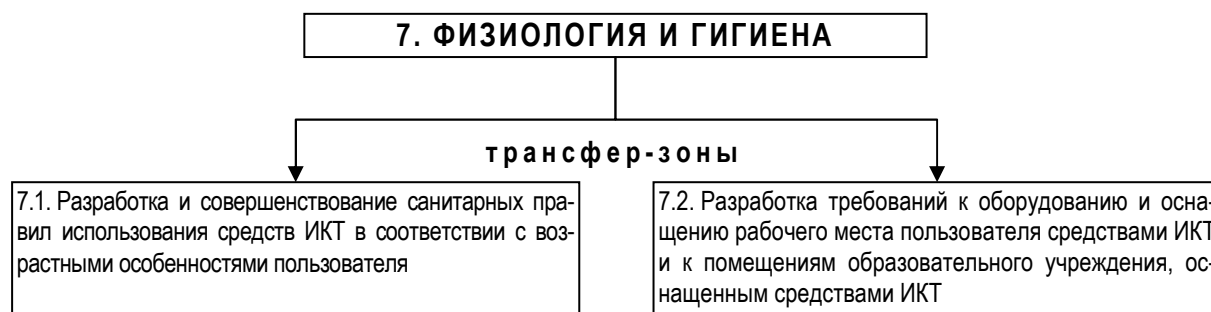 7. ФИЗИОЛОГИЯ И ГИГИЕНА
трансфер-зоны
7.1. Разработка и совершенствование санитарных пра-
вил использования средств ИКТ в соответствии с воз-
растными особенностями пользователя
7.2. Разработка требований к оборудованию и осна-
щению рабочего места пользователя средствами ИКТ
и к помещениям образовательного учреждения, ос-
нащенным средствами ИКТ